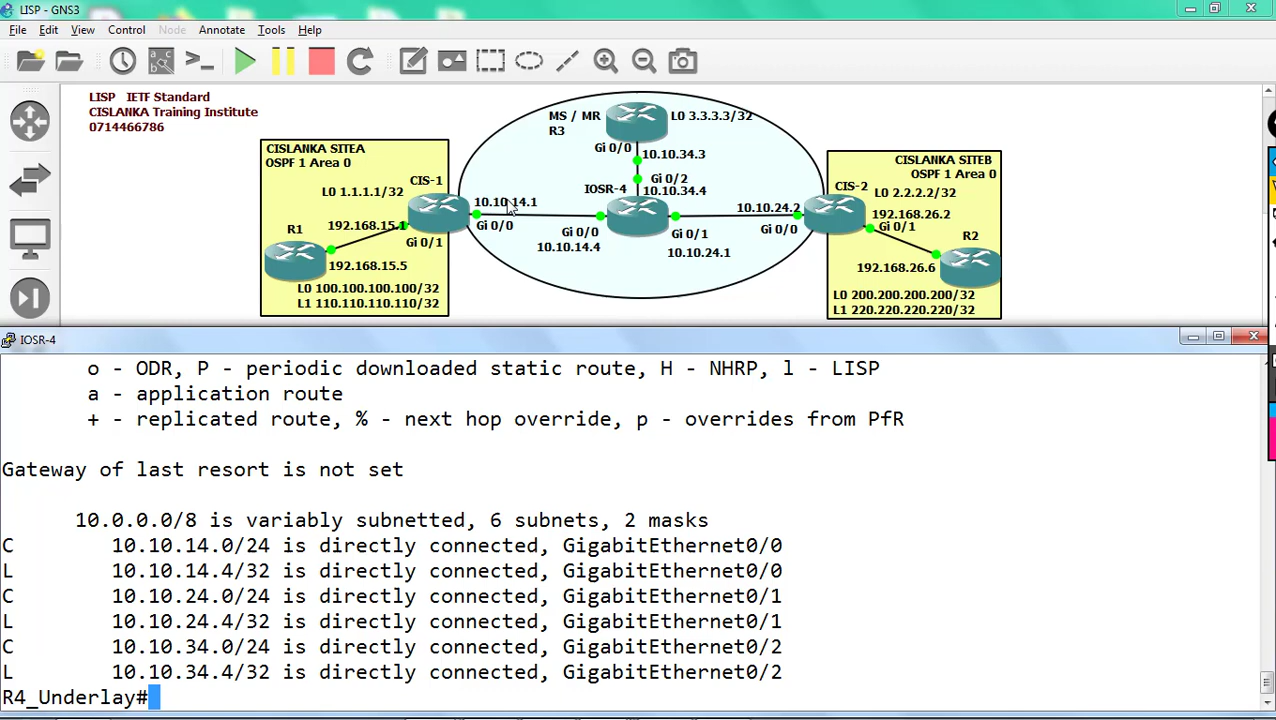 LISP - GNS3
File Edit View Control Node Annotate Tools Help
LISP IETF Standard
CISLANKA Training Institute
0714466786
MS / MR
R3
L0 3.3.3.3/32
Gi 0/0
10.10.34.3
Gi 0/2
10.10.34.4
IOSR-4
CISLANKA SITEA
OSPF 1 Area 0
CIS-1
L0 1.1.1.1/32
10.10.14.1
Gi 0/0
192.168.15.1
Gi 0/1
R1
192.168.15.5
L0 100.100.100.100/32
L1 110.110.110.110/32
Gi 0/0
10.10.14.4
Gi 0/1
10.10.24.1
10.10.24.2
Gi 0/0
CISLANKA SITEB
OSPF 1 Area 0
CIS-2
L0 2.2.2.2/32
192.168.26.2
Gi 0/1
R2
192.168.26.6
L0 200.200.200.200/32
L1 220.220.220.220/32
IOSR-4
o - ODR, P - periodic downloaded static route, H - NHRP, l - LISP
a - application route
+ - replicated route, % - next hop override, p - overrides from PfR
Gateway of last resort is not set
10.0.0.0/8 is variably subnetted, 6 subnets, 2 masks
C 10.10.14.0/24 is directly connected, GigabitEthernet0/0
L 10.10.14.4/32 is directly connected, GigabitEthernet0/0
C 10.10.24.0/24 is directly connected, GigabitEthernet0/1
L 10.10.24.4/32 is directly connected, GigabitEthernet0/1
C 10.10.34.0/24 is directly connected, GigabitEthernet0/2
L 10.10.34.4/32 is directly connected, GigabitEthernet0/2
R4_Underlay#